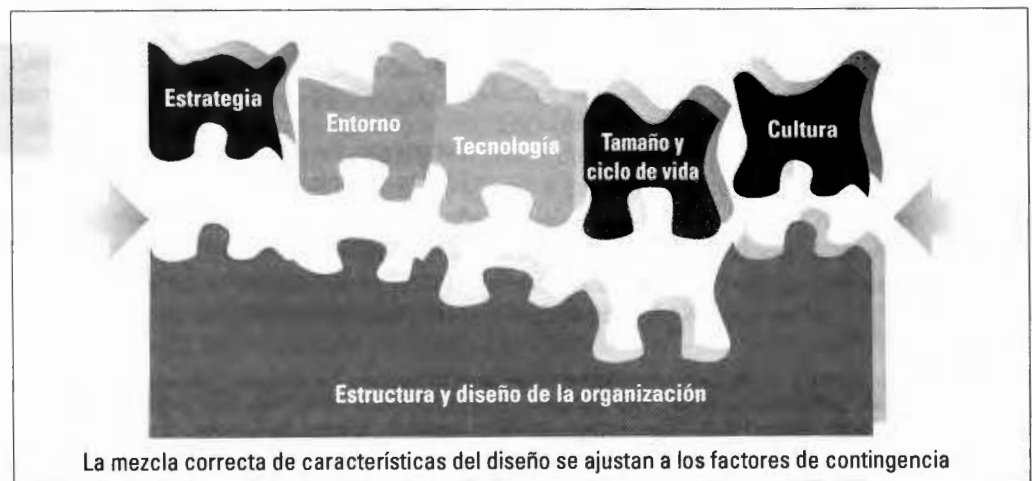 Estrategia
Entorno
Tecnología
Tamaño y
ciclo de vida
Cultura
Estructura y diseño de la organización
La mezcla correcta de características del diseño se ajustan a los factores de contingencia